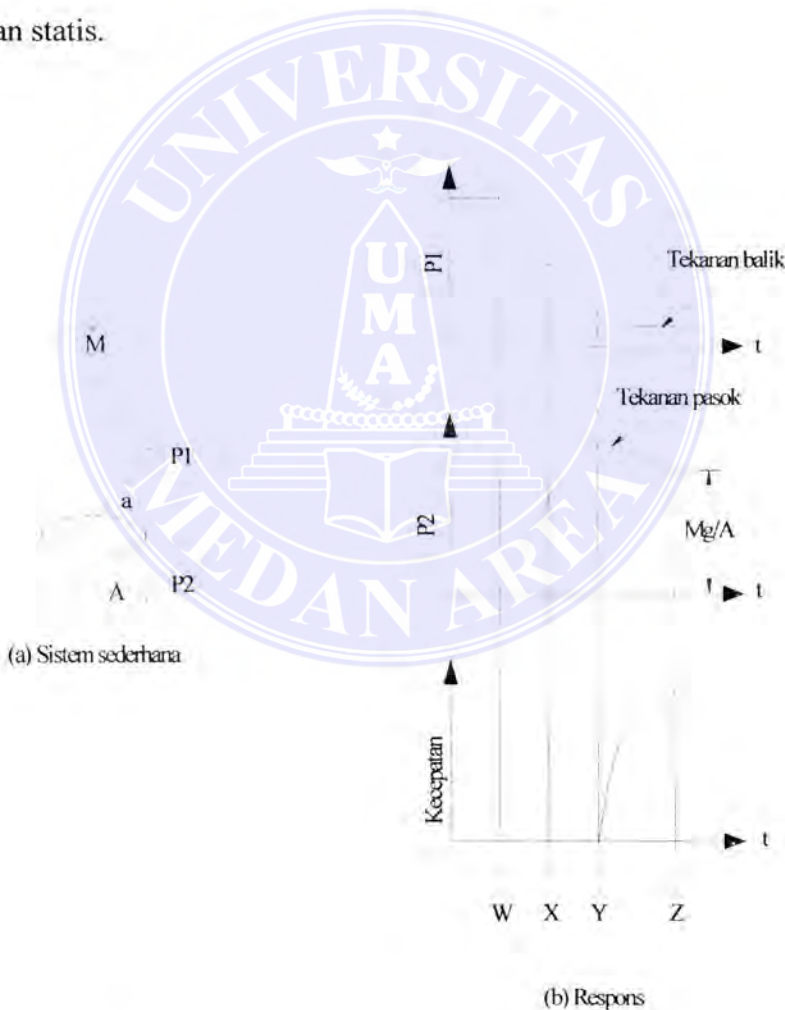 an statis.
UNIVERSITAS
MEDAN AREA
UMA
M
P1
a
A
P2
(a) Sistem sederhana
P1
Tekanan balik
t
Tekanan pasok
P2
Mg/A
t
Kecepatan
t
W X Y Z
(b) Respons